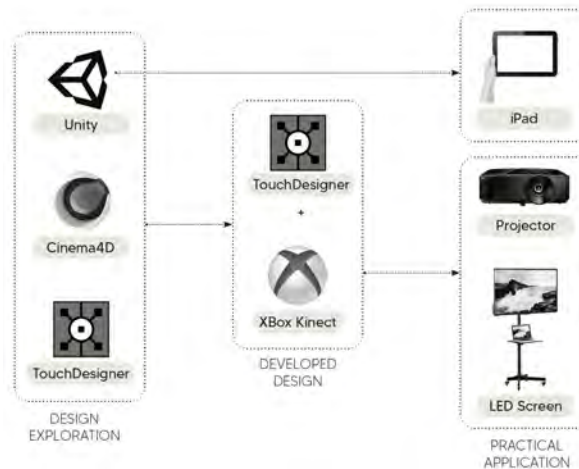 Unity
Cinema4D
TouchDesigner
DESIGN
EXPLORATION
TouchDesigner
+
XBox Kinect
DEVELOPED
DESIGN
iPad
Projector
LED Screen
PRACTICAL
APPLICATION